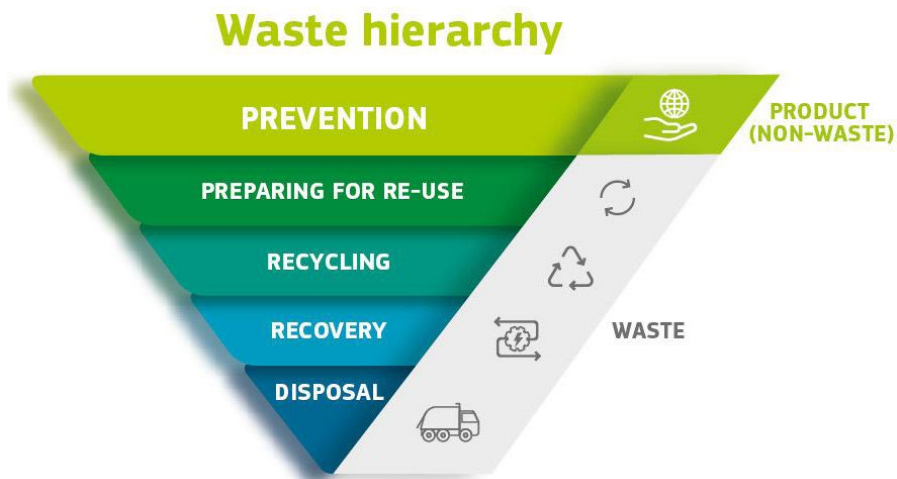 Waste hierarchy
PREVENTION
PRODUCT
(NON-WASTE)
PREPARING FOR RE-USE
RECYCLING
RECOVERY
WASTE
DISPOSAL